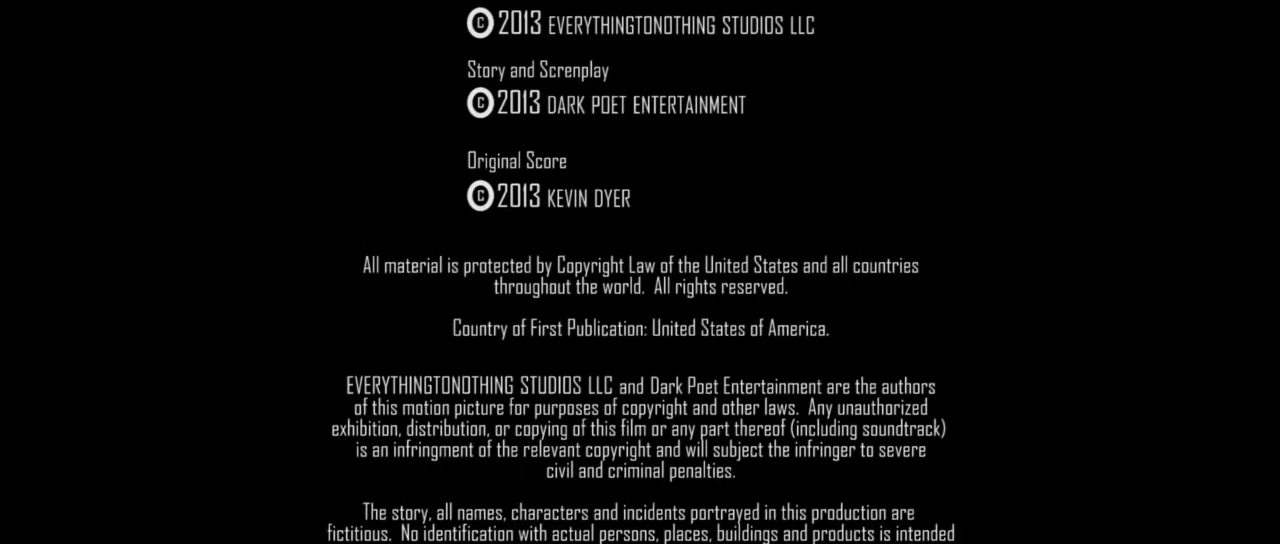 © 2013 EVERYTHINGTONOTHING STUDIOS LLC
Story and Screnplay
© 2013 DARK POET ENTERTAINMENT
Original Score
© 2013 KEVIN DYER
All material is protected by Copyright Law of the United States and all countries
throughout the world. All rights reserved.
Country of First Publication: United States of America.
EVERYTHINGTONOTHING STUDIOS LLC and Dark Poet Entertainment are the authors
of this motion picture for purposes of copyright and other laws. Any unauthorized
exhibition, distribution, or copying of this film or any part thereof (including soundtrack)
is an infringment of the relevant copyright and will subject the infringer to severe
civil and criminal penalties.
The story, all names, characters and incidents portrayed in this production are
fictitious. No identification with actual persons, places, buildings and products is intended